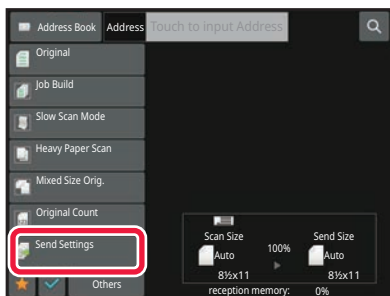 Address Book Address Touch to input Address
Original
Job Build
Slow Scan Mode
Heavy Paper Scan
Mixed Size Orig.
Original Count
Send Settings
Others
Scan Size
Auto
8½x11
100%
Send Size
Auto
8½x11
reception memory: 0%